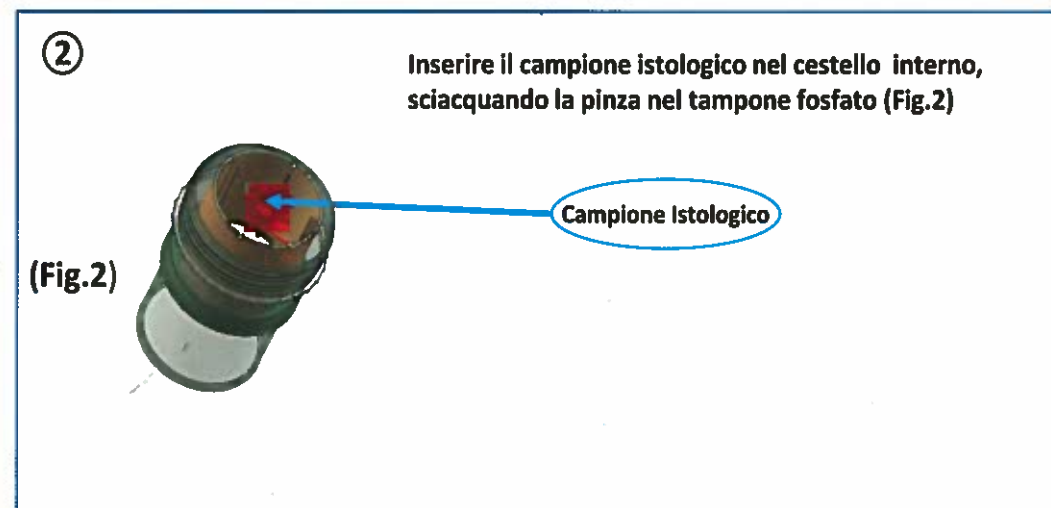 ②
Inserire il campione istologico nel cestello interno,
sciacquando la pinza nel tampone fosfato (Fig.2)
Campione Istologico
(Fig.2)